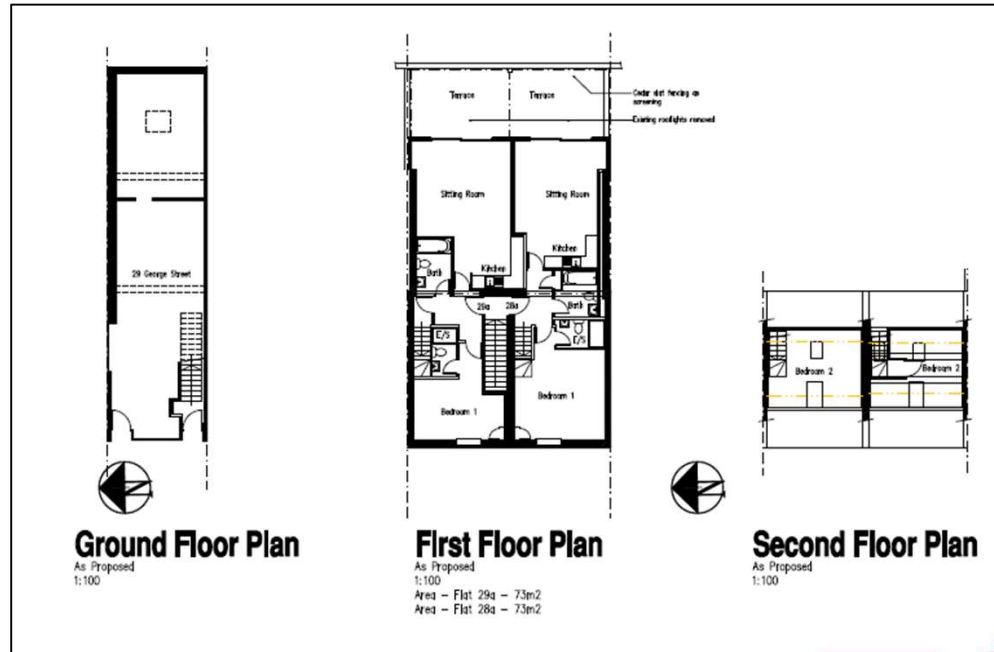 Terrace
Terrace
Cedar slat fencing as
screening
Existing rooflights removed
Sitting Room
Sitting Room
Kitchen
Bath
Kitchen
29 George Street
29a
28a
Bath
E/S
E/S
Bedroom 1
Bedroom 1
Bedroom 2
Bedroom 2
N
N
Ground Floor Plan
As Proposed
1:100
First Floor Plan
As Proposed
1:100
Area - Flat 29a - 73m2
Area - Flat 28a - 73m2
Second Floor Plan
As Proposed
1:100